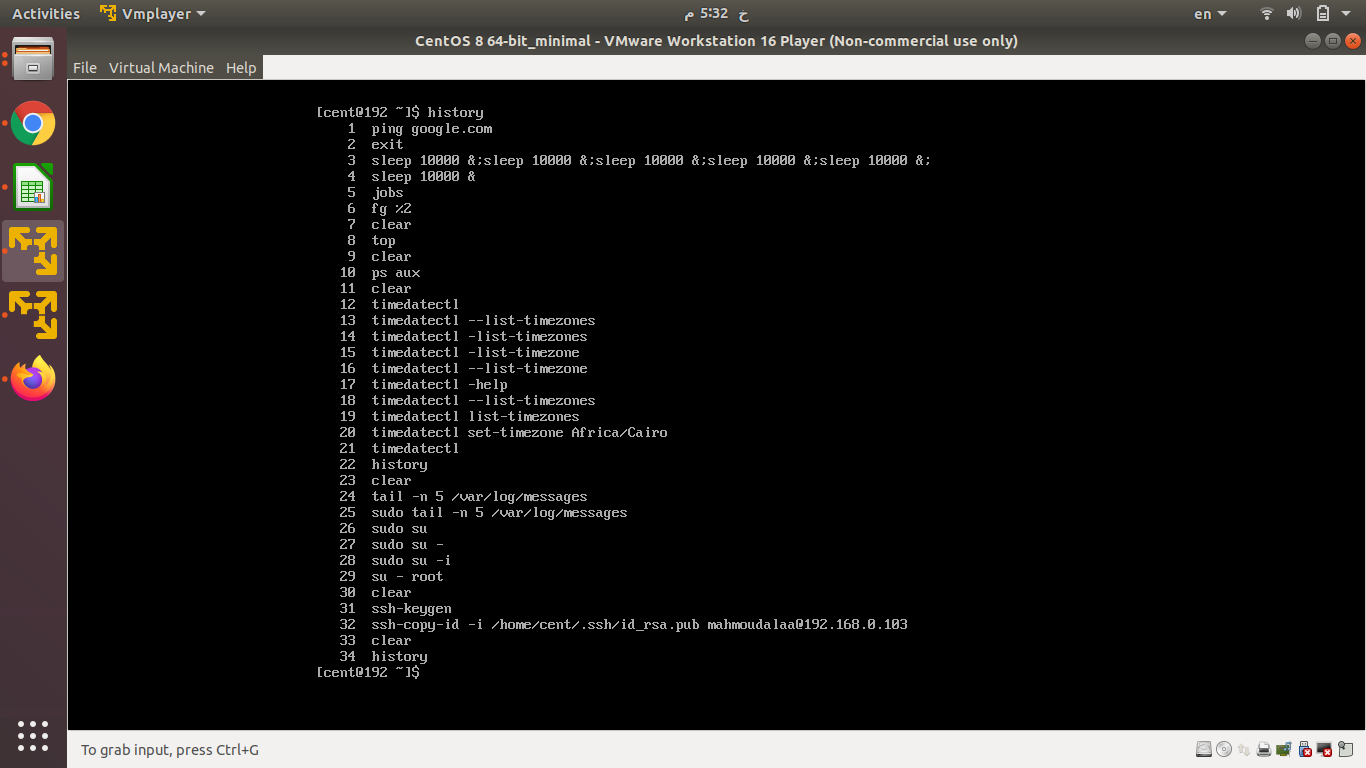 Activities Vmplayer خ 5:32 م en
CentOS 8 64-bit_minimal - VMware Workstation 16 Player (Non-commercial use only)
File Virtual Machine Help
[cent@192 ~]$ history
1 ping google.com
2 exit
3 sleep 10000 &;sleep 10000 &;sleep 10000 &;sleep 10000 &;sleep 10000 &;
4 sleep 10000 &
5 jobs
6 fg %2
7 clear
8 top
9 clear
10 ps aux
11 clear
12 timedatectl
13 timedatectl --list-timezones
14 timedatectl -list-timezones
15 timedatectl -list-timezone
16 timedatectl --list-timezone
17 timedatectl -help
18 timedatectl --list-timezones
19 timedatectl list-timezones
20 timedatectl set-timezone Africa/Cairo
21 timedatectl
22 history
23 clear
24 tail -n 5 /var/log/messages
25 sudo tail -n 5 /var/log/messages
26 sudo su
27 sudo su -
28 sudo su -i
29 su - root
30 clear
31 ssh-keygen
32 ssh-copy-id -i /home/cent/.ssh/id_rsa.pub mahmoudalaa@192.168.0.103
33 clear
34 history
[cent@192 ~]$
To grab input, press Ctrl+G